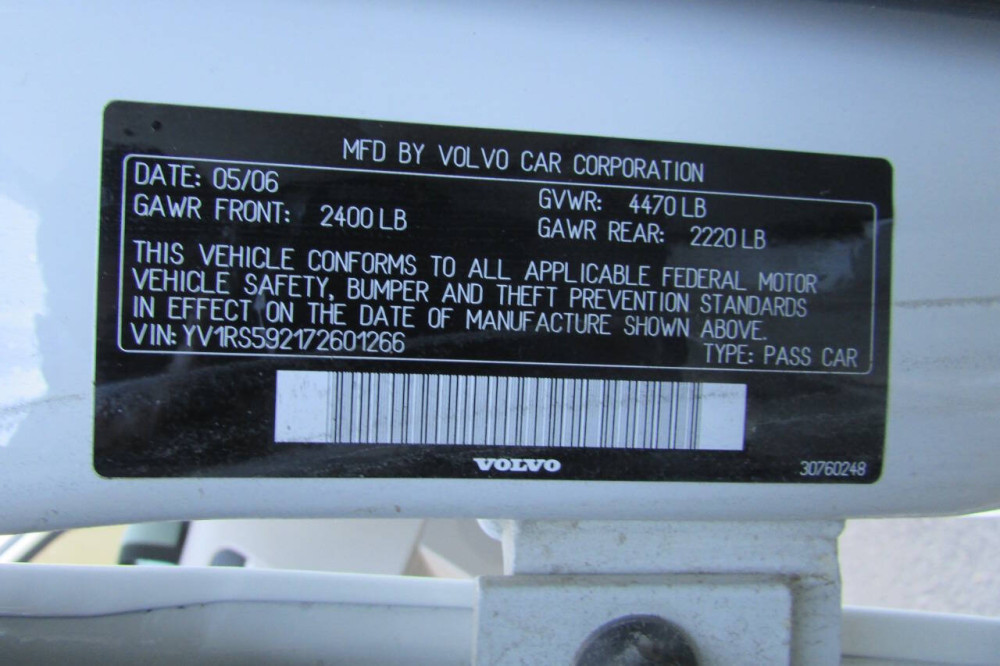 MFD BY VOLVO CAR CORPORATION
DATE: 05/06 GVWR: 4470 LB
GAWR FRONT: 2400 LB GAWR REAR: 2220 LB
THIS VEHICLE CONFORMS TO ALL APPLICABLE FEDERAL MOTOR
VEHICLE SAFETY, BUMPER AND THEFT PREVENTION STANDARDS
IN EFFECT ON THE DATE OF MANUFACTURE SHOWN ABOVE.
VIN: YV1RS592172601266 TYPE: PASS CAR
VOLVO 30760248